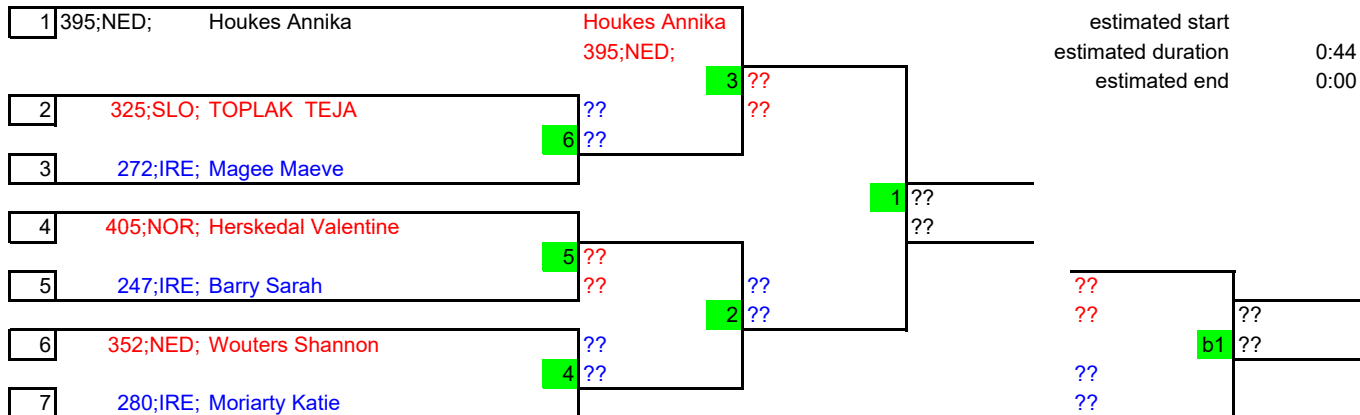 1 395;NED; Houkes Annika Houkes Annika estimated start
395;NED; estimated duration 0:44
3 ?? estimated end 0:00
2 325;SLO; TOPLAK TEJA ?? ??
6 ??
3 272;IRE; Magee Maeve
1 ??
4 405;NOR; Herskedal Valentine ??
5 ??
5 247;IRE; Barry Sarah ?? ?? ??
2 ?? ?? ??
6 352;NED; Wouters Shannon ?? b1 ??
4 ?? ??
7 280;IRE; Moriarty Katie ??